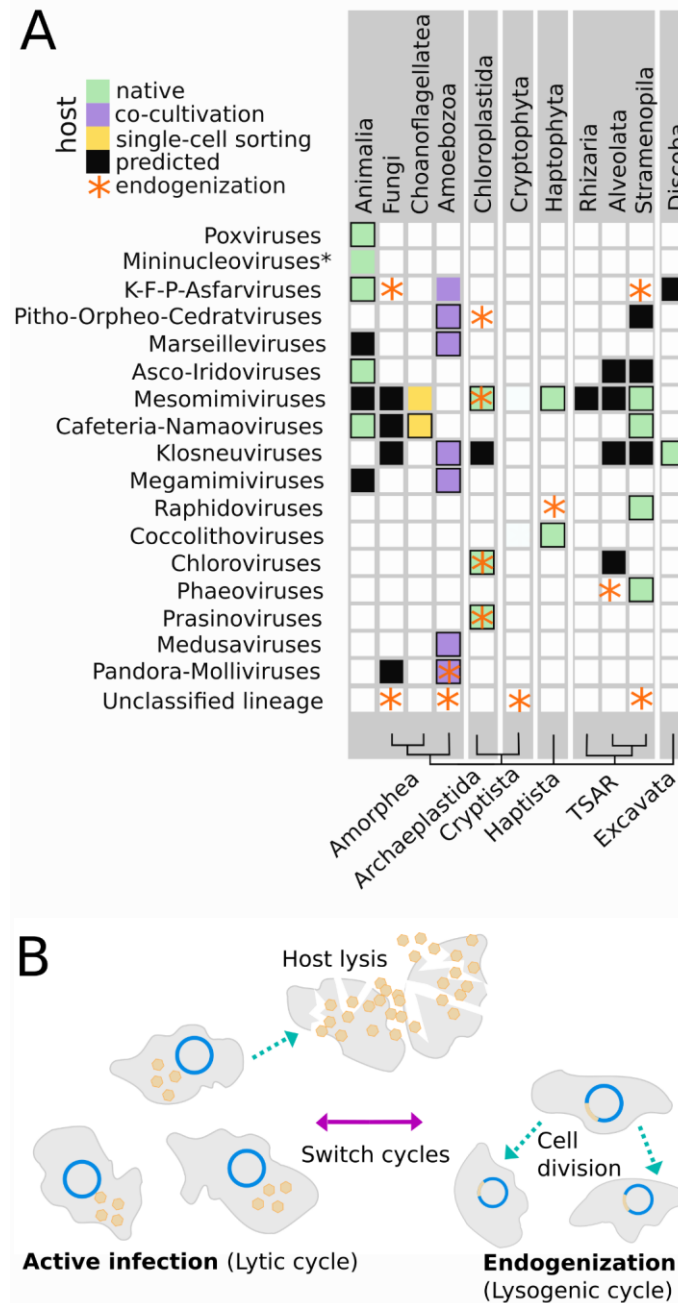 A
host
native
co-cultivation
single-cell sorting
predicted
endogenization
Animalia
Fungi
Choanoflagellatea
Amoebozoa
Chloroplastida
Cryptophyta
Haptophyta
Rhizaria
Alveolata
Stramenopila
Discoba
Poxviruses
Mininucleoviruses*
K-F-P-Asfarviruses
Pitho-Orpheo-Cedratviruses
Marseilleviruses
Asco-Iridoviruses
Mesomimiviruses
Cafeteria-Namaoviruses
Klosneuviruses
Megamimiviruses
Raphidoviruses
Coccolithoviruses
Chloroviruses
Phaeoviruses
Prasinoviruses
Medusaviruses
Pandora-Molliviruses
Unclassified lineage
Amorphea
Archaeplastida
Cryptista
Haptista
TSAR
Excavata
B
Host lysis
Switch cycles
Cell
division
Active infection (Lytic cycle)
Endogenization
(Lysogenic cycle)